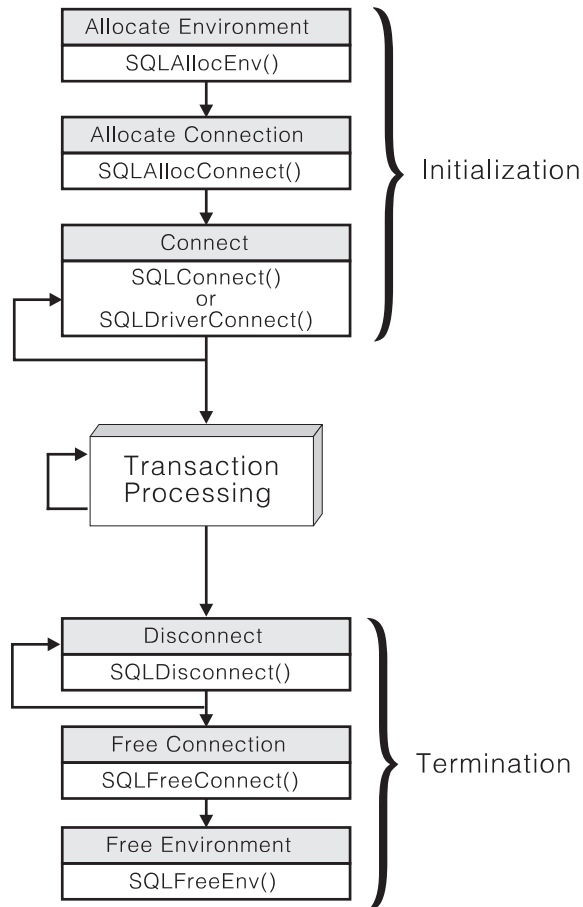 Allocate Environment
SQLAllocEnv()
Allocate Connection
SQLAllocConnect()
Initialization
Connect
SQLConnect()
or
SQLDriverConnect()
Transaction
Processing
Disconnect
SQLDisconnect()
Free Connection
SQLFreeConnect()
Termination
Free Environment
SQLFreeEnv()